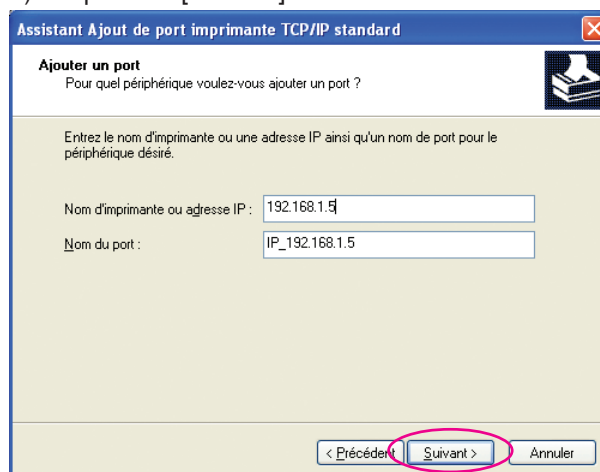 Assistant Ajout de port imprimante TCP/IP standard
Ajouter un port
Pour quel périphérique voulez-vous ajouter un port ?
Entrez le nom d'imprimante ou une adresse IP ainsi qu'un nom de port pour le
périphérique désiré.
Nom d'imprimante ou adresse IP : 192.168.1.5
Nom du port : IP_192.168.1.5
< Précédent Suivant > Annuler